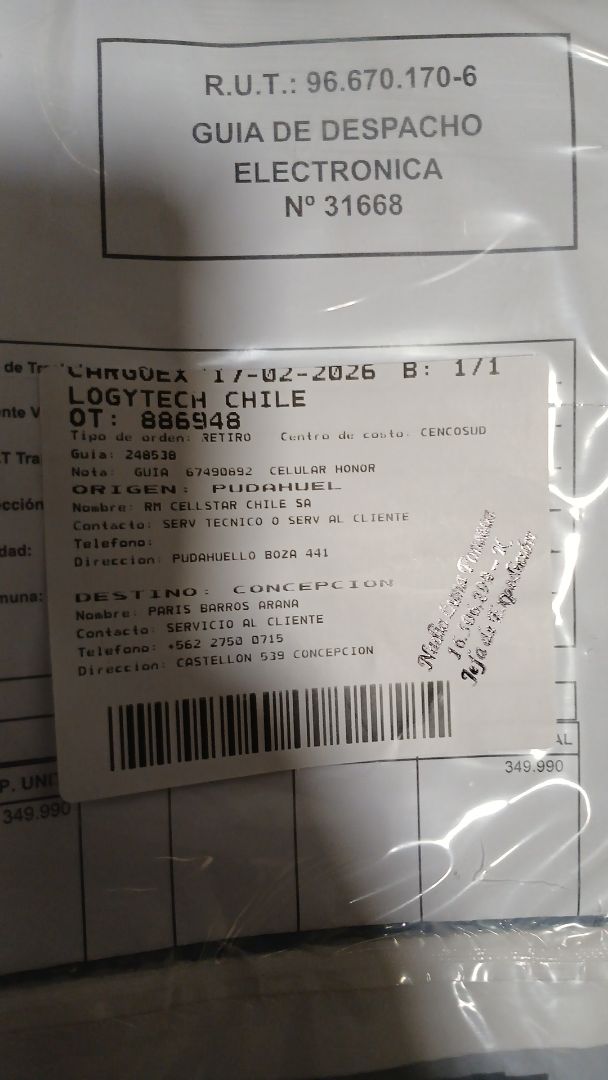 R.U.T.: 96.670.170-6
GUIA DE DESPACHO
ELECTRONICA
Nº 31668
CARGOEX 17-02-2026 B: 1/1
LOGYTECH CHILE
OT: 886948
Tipo de orden: RETIRO Centro de costo: CENCOSUD
Guia: 248538
Nota: GUIA 67490892 CELULAR HONOR
ORIGEN: PUDAHUEL
Nombre: RM CELLSTAR CHILE SA
Contacto: SERV TECNICO O SERV AL CLIENTE
Telefono:
Direccion: PUDAHUELLO BOZA 441
DESTINO: CONCEPCION
Nombre: PARIS BARROS ARANA
Contacto: SERVICIO AL CLIENTE
Telefono: +562 2750 0715
Direccion: CASTELLON 539 CONCEPCION
de Tr
nte V
T Tra
cción
dad:
muna:
P. UNI
AL
349.990
349.990